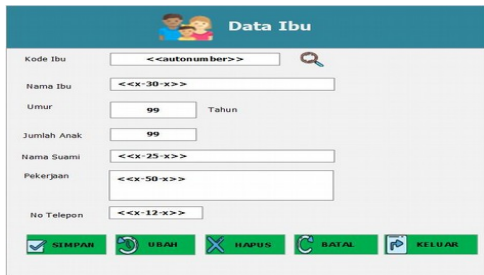 Data Ibu
Kode Ibu <<autonumber>>
Nama Ibu <<x-30-x>>
Umur 99 Tahun
Jumlah Anak 99
Nama Suami <<x-25-x>>
Pekerjaan <<x-50-x>>
No Telepon <<x-12-x>>
SIMPAN UBAH HAPUS BATAL KELUAR